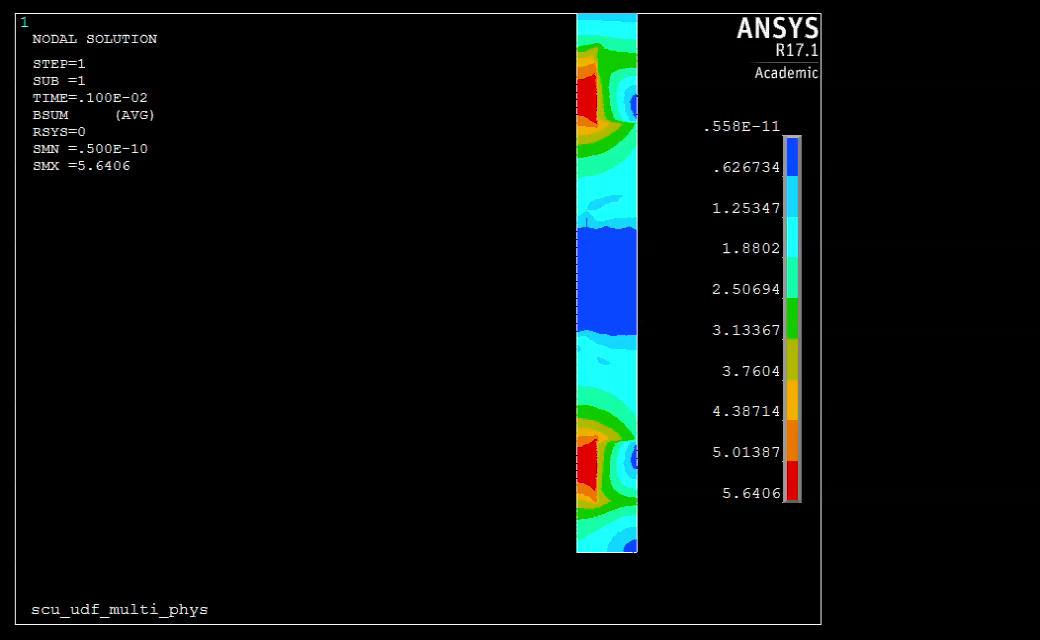 1
NODAL SOLUTION
STEP=1
SUB =1
TIME=.100E-02
BSUM (AVG)
RSYS=0
SMN =.500E-10
SMX =5.6406
ANSYS
R17.1
Academic
.558E-11
.626734
1.25347
1.8802
2.50694
3.13367
3.7604
4.38714
5.01387
5.6406
scu_udf_multi_phys